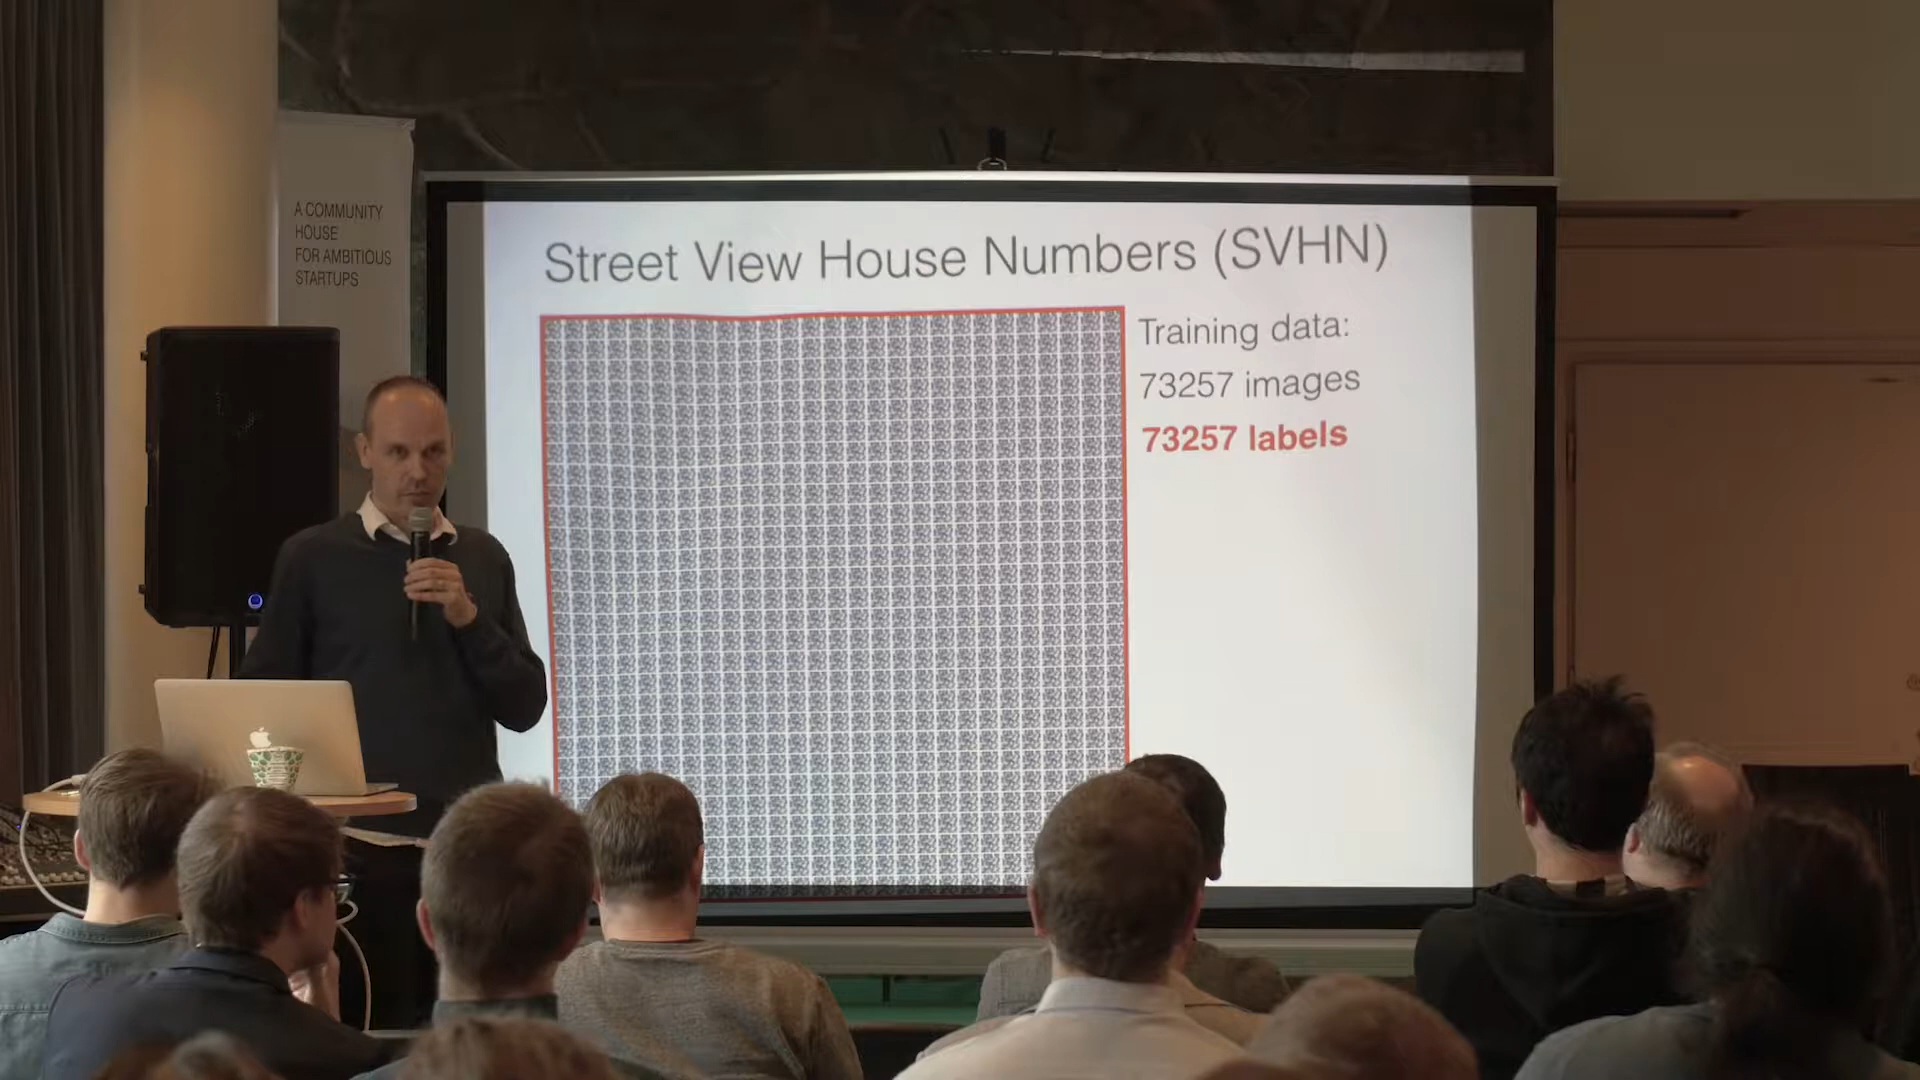 A COMMUNITY
HOUSE
FOR AMBITIOUS
STARTUPS
Street View House Numbers (SVHN)
Training data:
73257 images
73257 labels